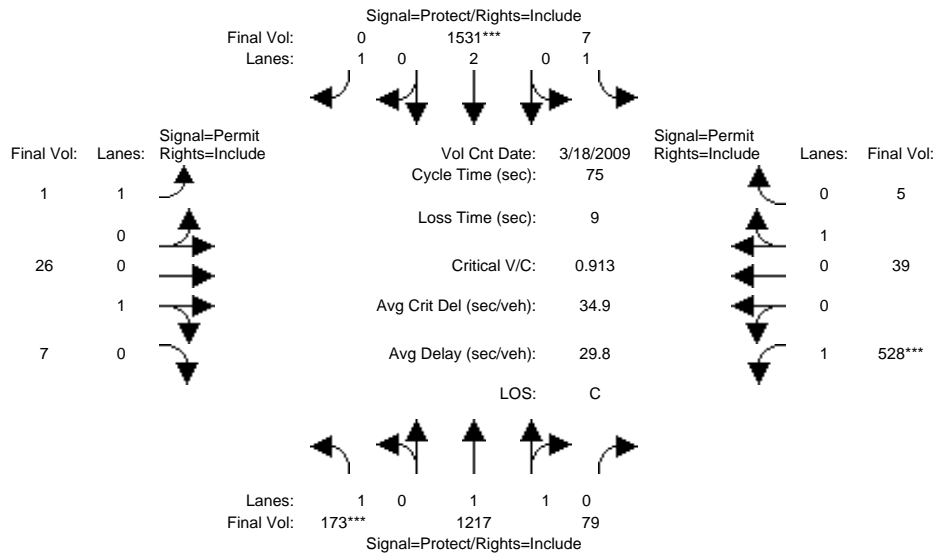 Signal=Protect/Rights=Include
Final Vol: 0 1531*** 7
Lanes: 1 0 2 0 1
Signal=Permit Signal=Permit
Final Vol: Lanes: Rights=Include Vol Cnt Date: 3/18/2009 Rights=Include Lanes: Final Vol:
Cycle Time (sec): 75
1 1 0 5
Loss Time (sec): 9
0 1
26 0 Critical V/C: 0.913 0 39
1 Avg Crit Del (sec/veh): 34.9 0
7 0 Avg Delay (sec/veh): 29.8 1 528***
LOS: C
Lanes: 1 0 1 1 0
Final Vol: 173*** 1217 79
Signal=Protect/Rights=Include